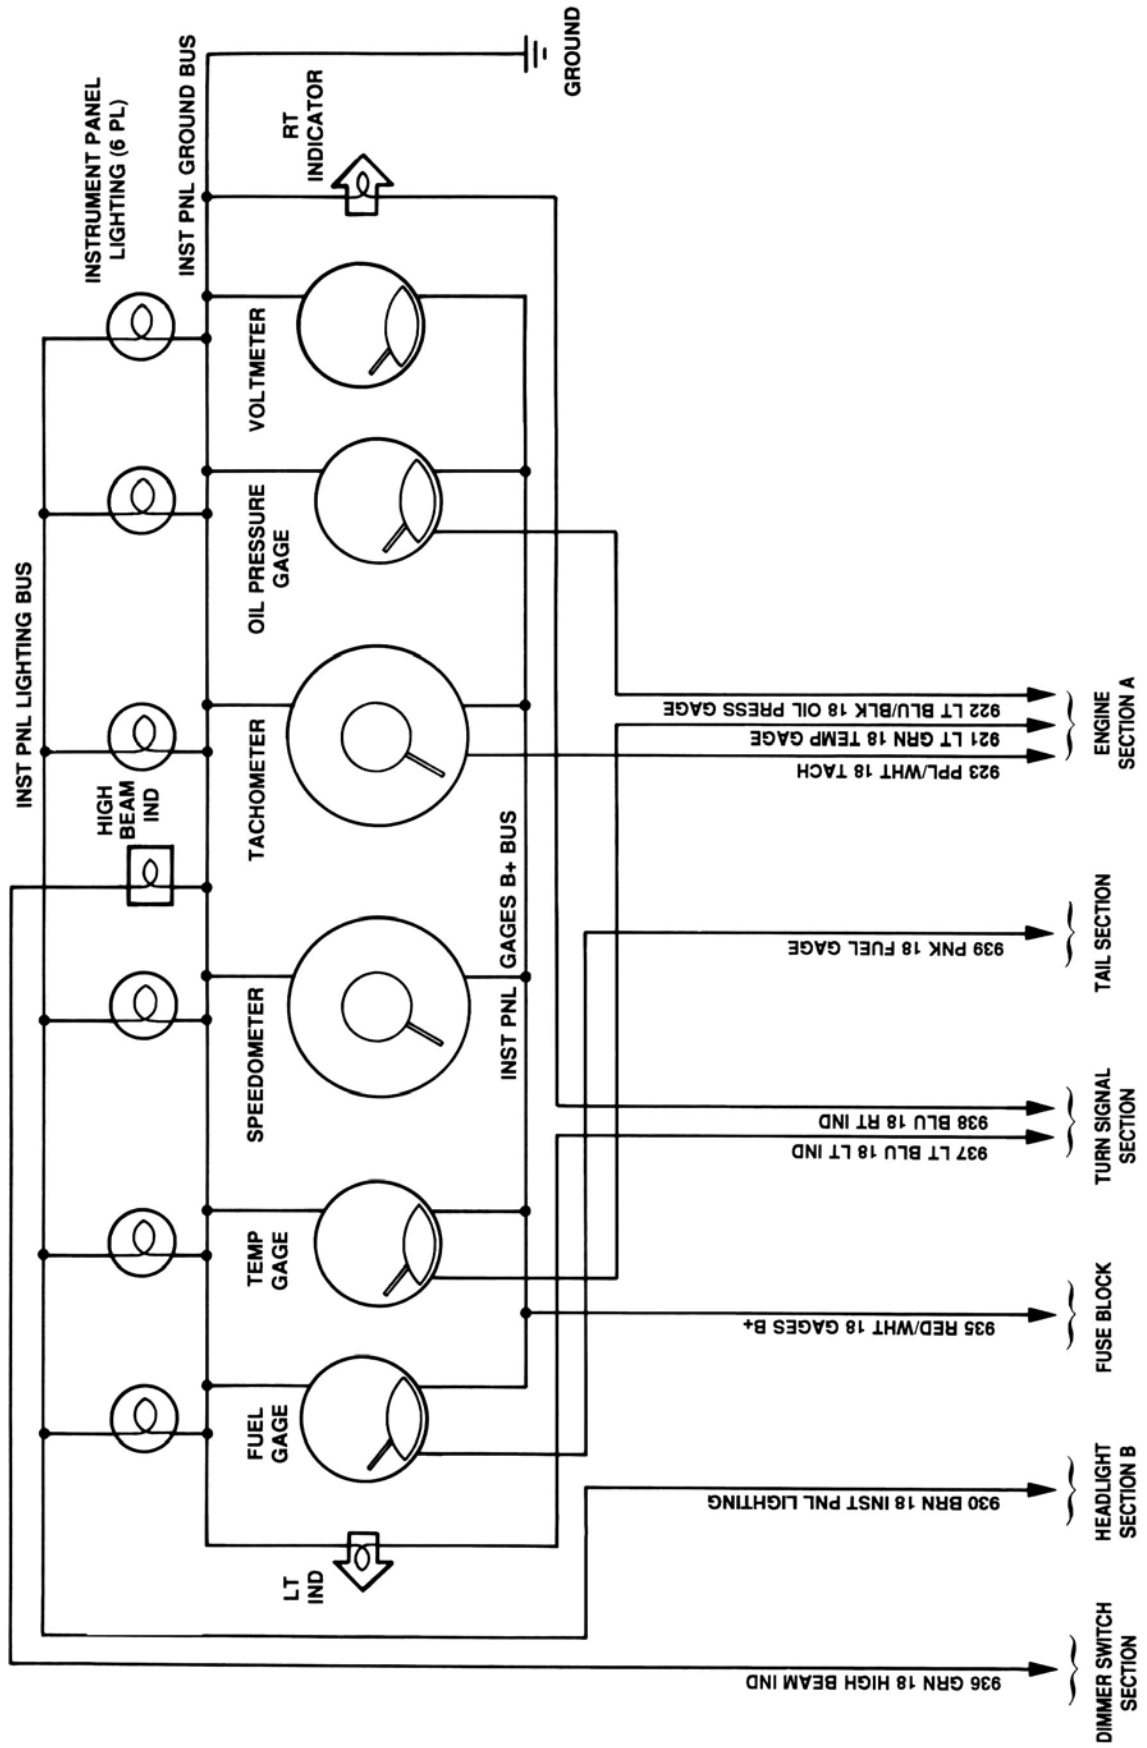 INST PNL LIGHTING BUS
INSTRUMENT PANEL
LIGHTING (6 PL)
HIGH
BEAM
IND
INST PNL GROUND BUS
LT
IND
FUEL
GAGE
TEMP
GAGE
SPEEDOMETER
TACHOMETER
OIL PRESSURE
GAGE
VOLTMETER
RT
INDICATOR
INST PNL GAGES B+ BUS
GROUND
936 GRN 18 HIGH BEAM IND
930 BRN 18 INST PNL LIGHTING
935 RED/WHT 18 GAGES B+
937 LT BLU 18 LT IND
938 BLU 18 RT IND
939 PNK 18 FUEL GAGE
923 PPL/WHT 18 TACH
921 LT GRN 18 TEMP GAGE
922 LT BLU/BLK 18 OIL PRESS GAGE
DIMMER SWITCH
SECTION
HEADLIGHT
SECTION B
FUSE BLOCK
TURN SIGNAL
SECTION
TAIL SECTION
ENGINE
SECTION A